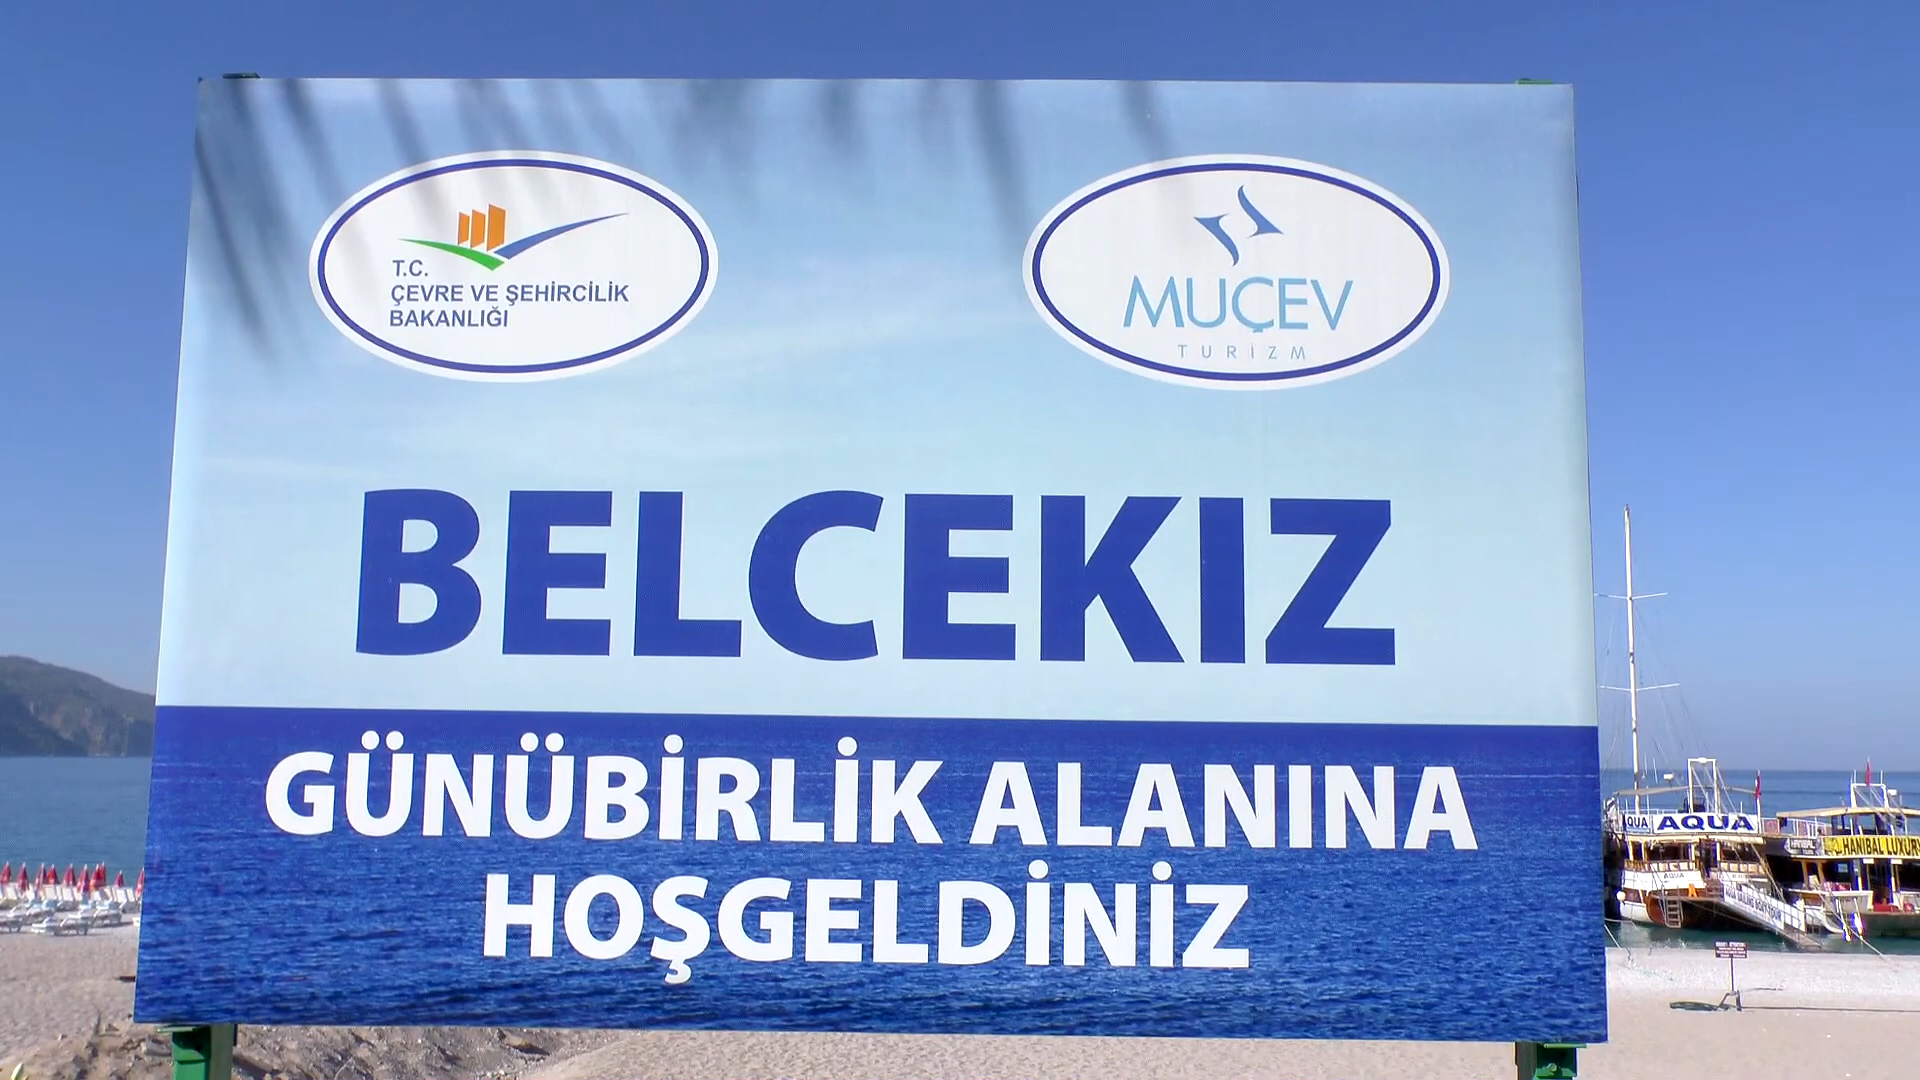 T.C.
ÇEVRE VE ŞEHİRCİLİK
BAKANLIĞI
MUÇEV
TURİZM
BELCEKIZ
GÜNÜBİRLİK ALANINA
HOŞGELDİNİZ
AQUA
AQUA
HANIBAL LUXURY
AQUA